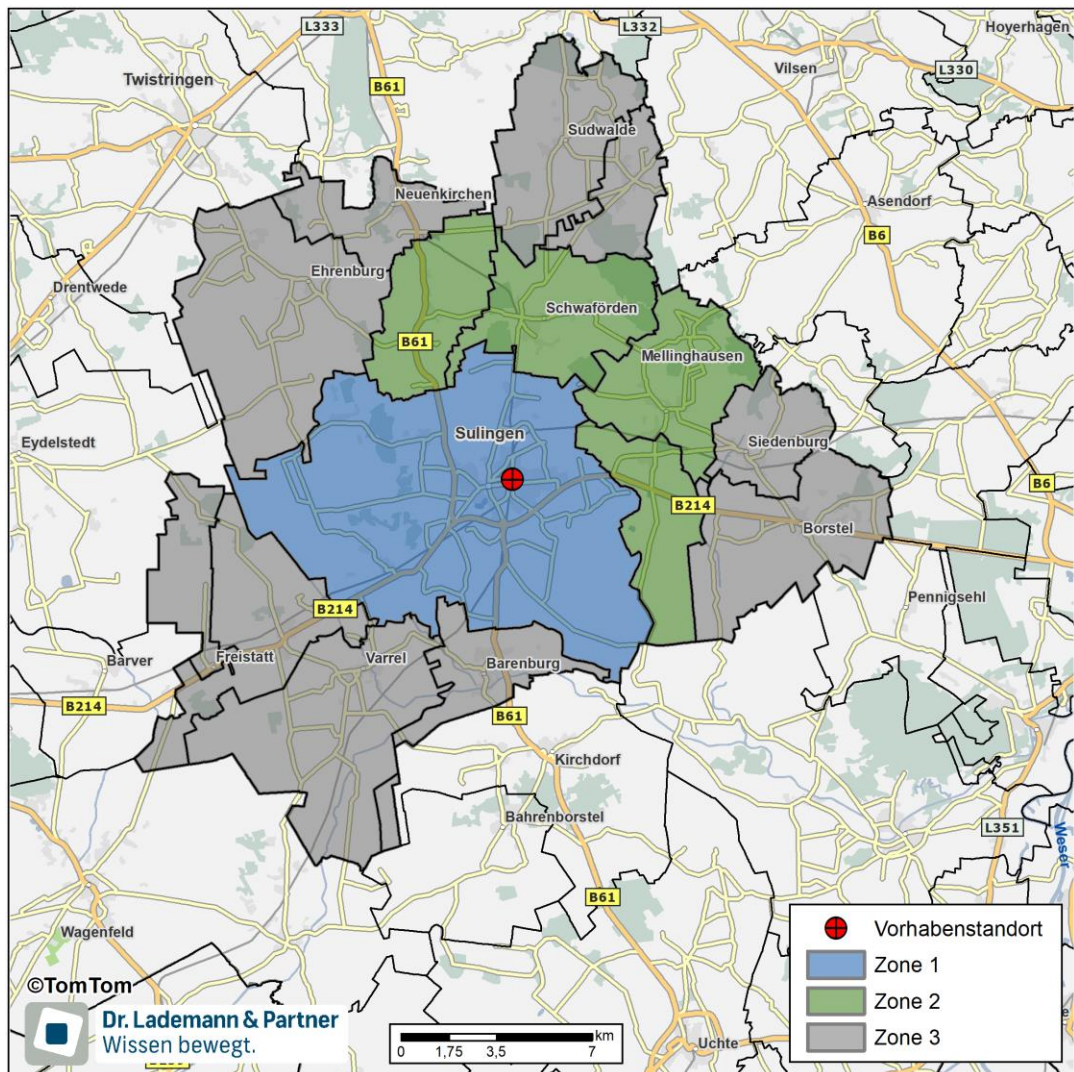 L333
L332
Hoyerhagen
Twistringen
Vilsen
L330
B61
Sudwalde
Neuenkirchen
Asendorf
B6
Ehrenburg
Drentwede
Schwaförden
B61
Mellinghausen
Sulingen
Eydelstedt
Siedenburg
B6
B214
Borstel
Pennigsehl
B214
Freistatt
Varrel
Barenburg
Barver
B214
B61
Kirchdorf
Bahrenborstel
L351
Weser
B61
Wagenfeld
Vorhabenstandort
Zone 1
Zone 2
Zone 3
©TomTom
Dr. Lademann & Partner
Wissen bewegt.
km
0 1,75 3,5 7
Uchte